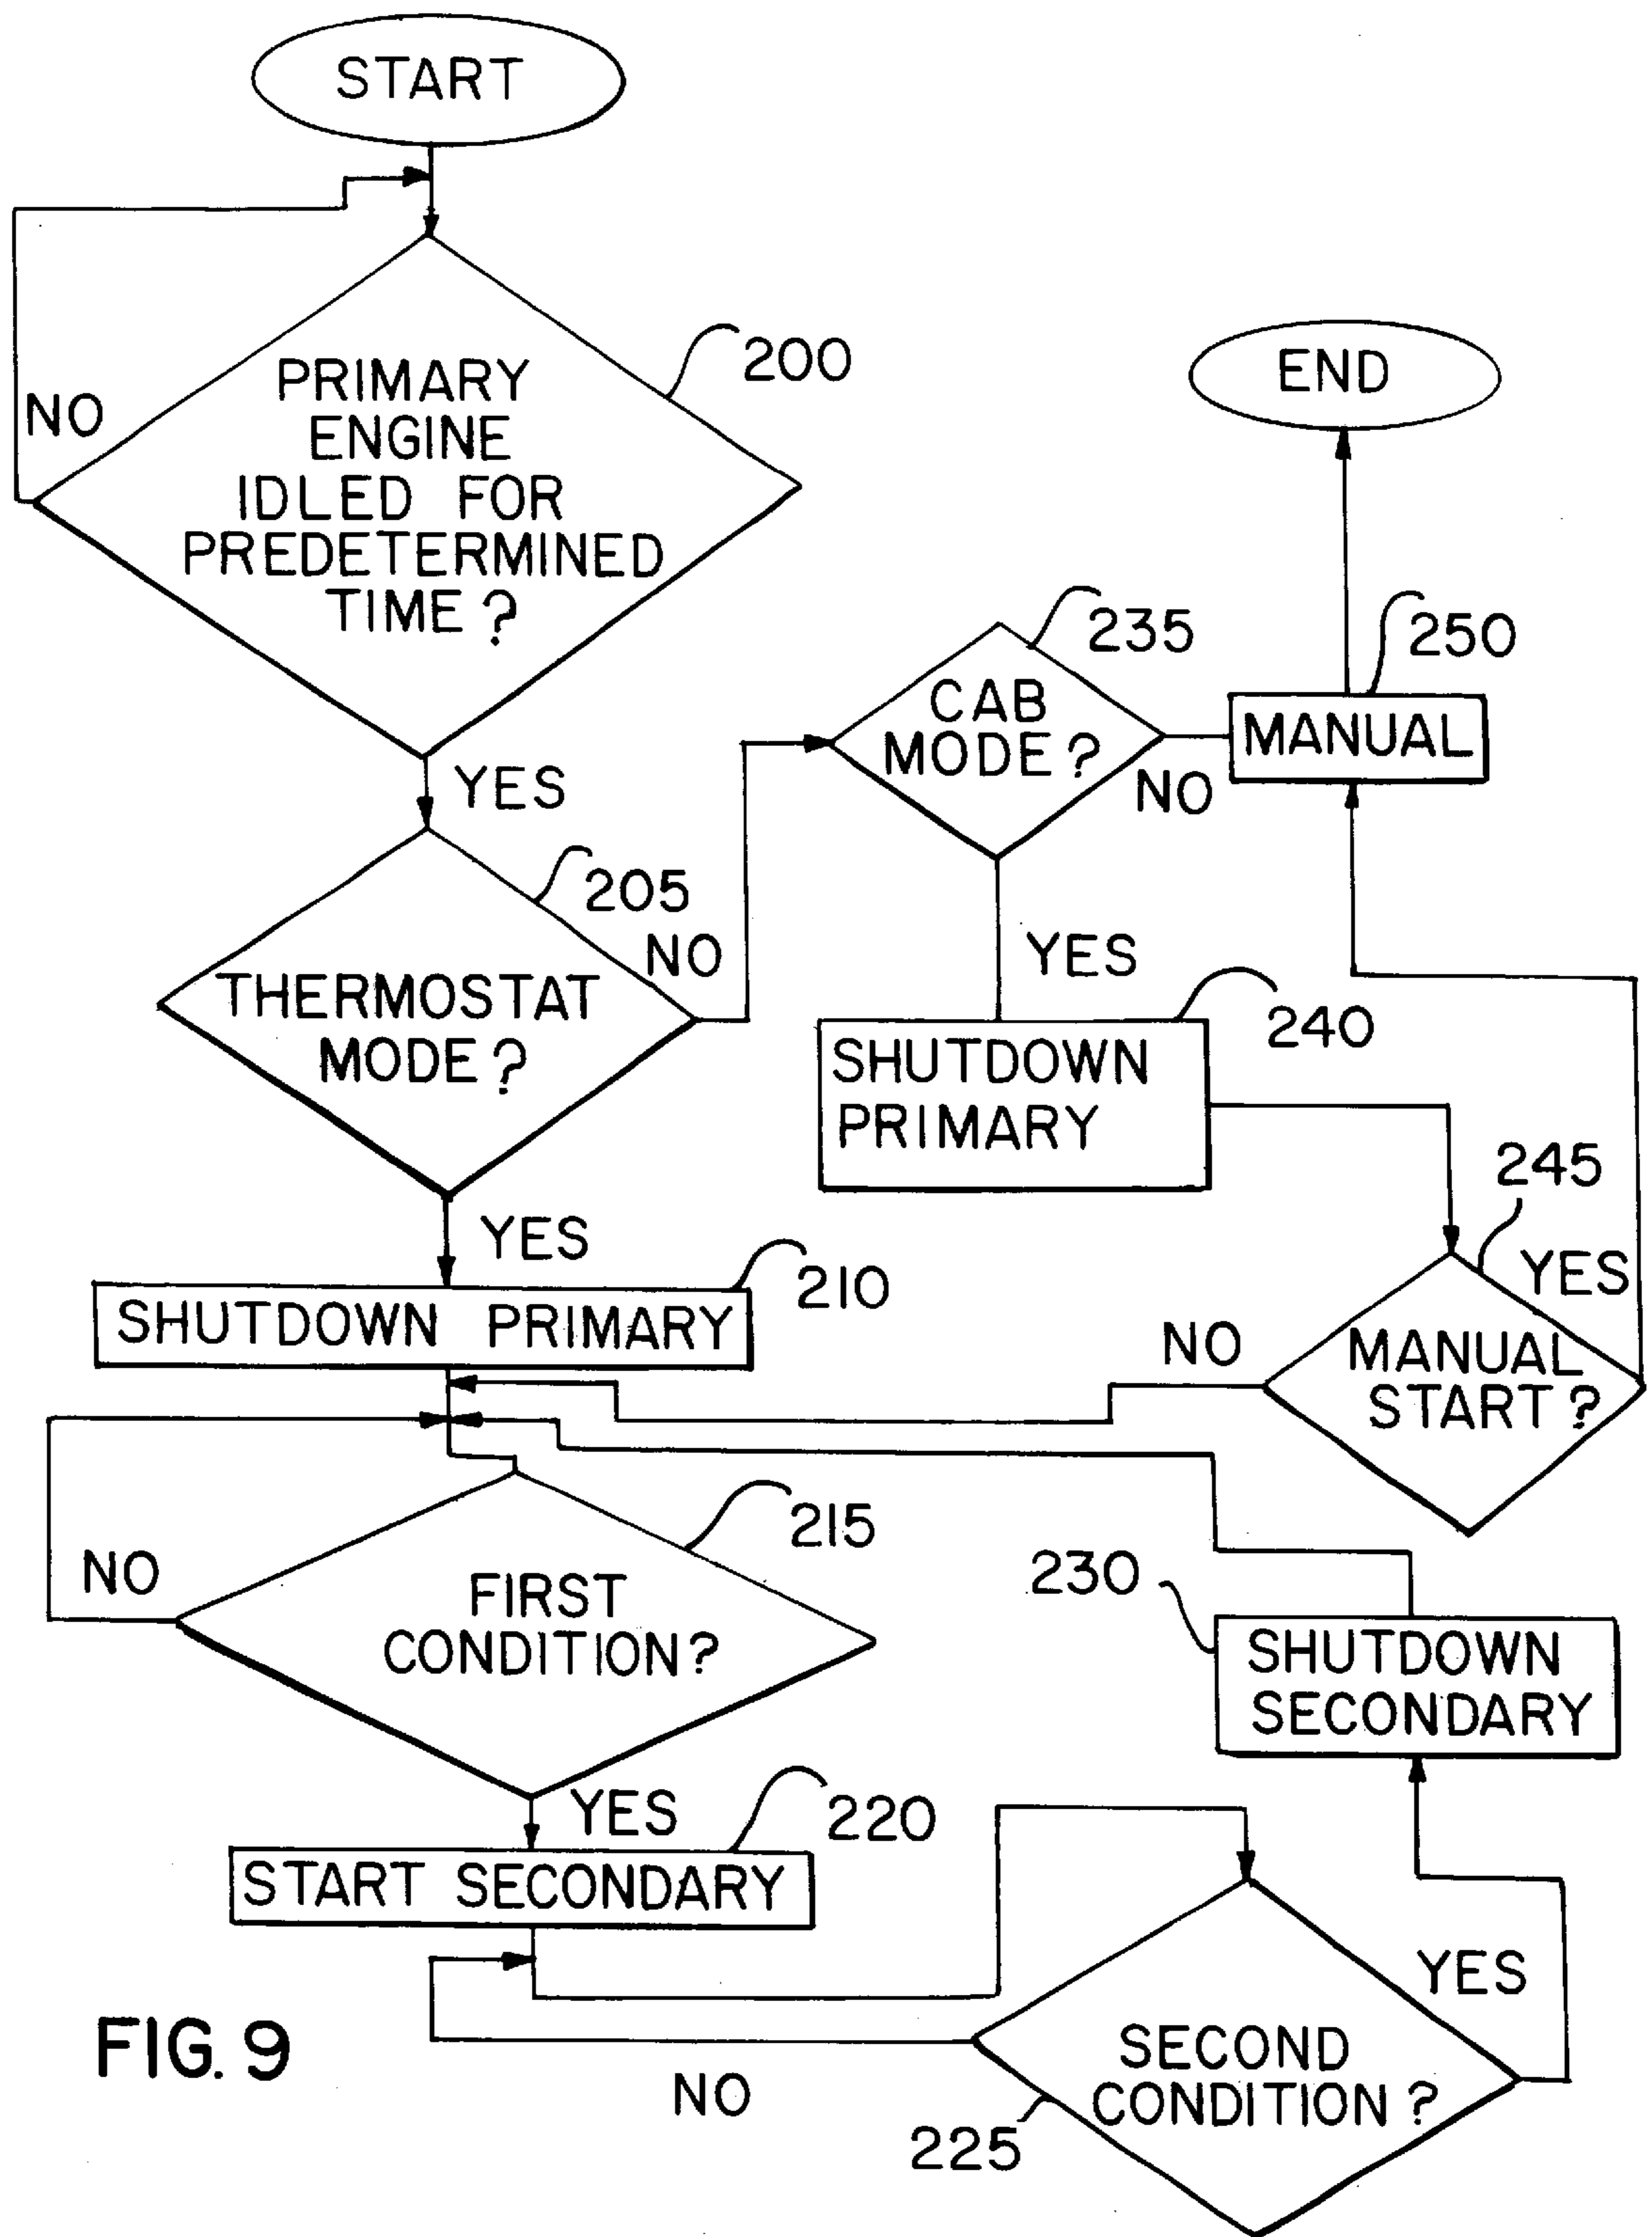 START
NO
200
PRIMARY
ENGINE
IDLED FOR
PREDETERMINED
TIME?
YES
205
THERMOSTAT
MODE?
NO
YES
210
SHUTDOWN PRIMARY
215
NO
FIRST
CONDITION?
YES
220
START SECONDARY
END
235
CAB
MODE?
NO
250
MANUAL
YES
240
SHUTDOWN
PRIMARY
245
YES
NO
MANUAL
START?
230
SHUTDOWN
SECONDARY
YES
SECOND
CONDITION?
NO
225
FIG. 9